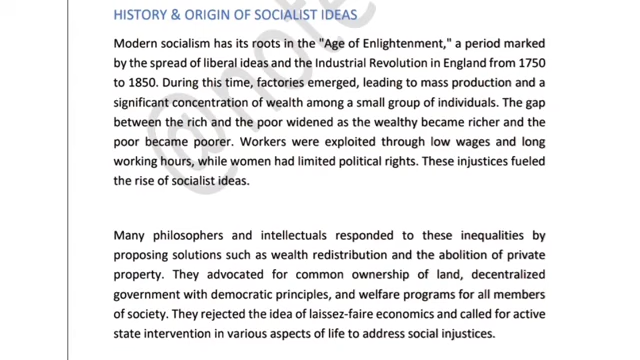 HISTORY & ORIGIN OF SOCIALIST IDEAS
Modern socialism has its roots in the "Age of Enlightenment," a period marked
by the spread of liberal ideas and the Industrial Revolution in England from 1750
to 1850. During this time, factories emerged, leading to mass production and a
significant concentration of wealth among a small group of individuals. The gap
between the rich and the poor widened as the wealthy became richer and the
poor became poorer. Workers were exploited through low wages and long
working hours, while women had limited political rights. These injustices fueled
the rise of socialist ideas.
Many philosophers and intellectuals responded to these inequalities by
proposing solutions such as wealth redistribution and the abolition of private
property. They advocated for common ownership of land, decentralized
government with democratic principles, and welfare programs for all members
of society. They rejected the idea of laissez-faire economics and called for active
state intervention in various aspects of life to address social injustices.